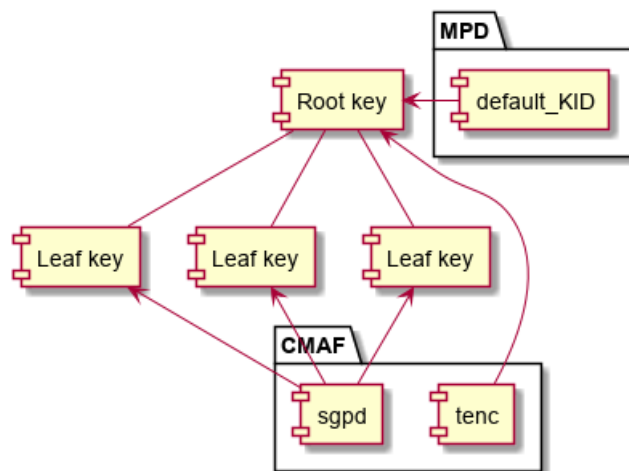 MPD
Root key
default_KID
Leaf key
Leaf key
Leaf key
CMAF
sgpd
tenc